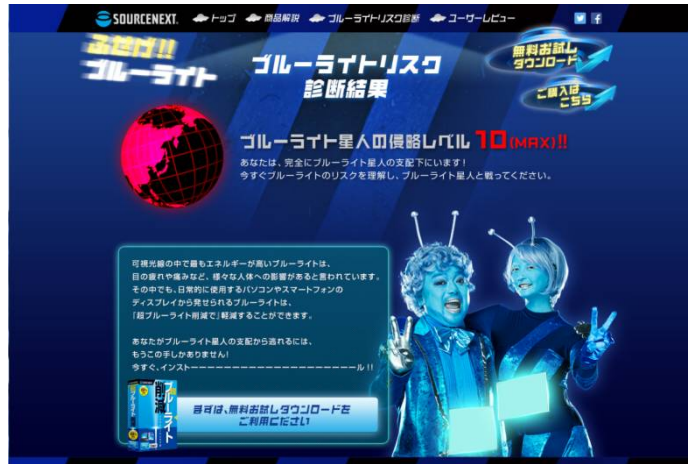 SOURCENEXT.
トップ
商品解説
ブルーライトリスク診断
ユーザーレビュー
ふせげ!!
ブルーライト
ブルーライトリスク
診断結果
無料お試し
ダウンロード
ご購入は
こちら
ブルーライト星人の侵略レベル 10(MAX)!!
あなたは、完全にブルーライト星人の支配下にいます!
今すぐブルーライトのリスクを理解し、ブルーライト星人と戦ってください。
可視光線の中で最もエネルギーが高いブルーライトは、
目の疲れや痛みなど、様々な人体への影響があると言われています。
その中でも、日常的に使用するパソコンやスマートフォンの
ディスプレイから発せられるブルーライトは、
「超ブルーライト削減で」軽減することができます。
あなたがブルーライト星人の支配から逃れるには、
もうこの手しかありません!
今すぐ、インストーーーーーーーーーーーーーーーーーーール!!
ブルーライト
削減
まずは、無料お試しダウンロードを
ご利用ください